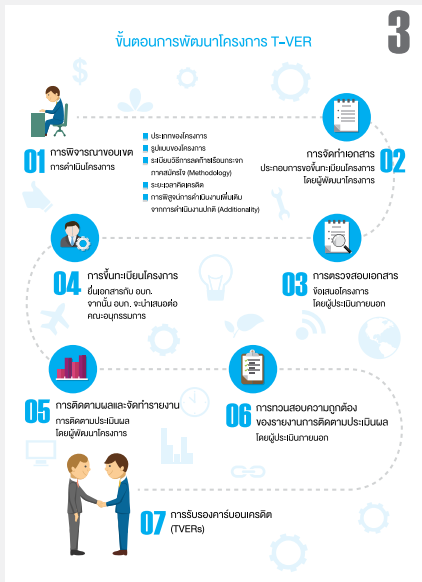 3
ขั้นตอนการพัฒนาโครงการ T-VER
01
การพิจารณาขอบเขต
การดำเนินโครงการ
ประเภทของโครงการ
รูปแบบของโครงการ
ระเบียบวิธีการลดก๊าซเรือนกระจก
ภาคสมัครใจ (Methodology)
ระยะเวลาคิดเครดิต
การพิสูจน์การดำเนินงานเพิ่มเติม
จากการดำเนินงานปกติ (Additionality)
02
การจัดทำเอกสาร
ประกอบการขอขึ้นทะเบียนโครงการ
โดยผู้พัฒนาโครงการ
03
การตรวจสอบเอกสาร
ข้อเสนอโครงการ
โดยผู้ประเมินภายนอก
04
การขึ้นทะเบียนโครงการ
ยื่นเอกสารกับ อบก.
จากนั้น อบก. จะนำเสนอต่อ
คณะอนุกรรมการ
05
การติดตามผลและจัดทำรายงาน
การติดตามประเมินผล
โดยผู้พัฒนาโครงการ
06
การทวนสอบความถูกต้อง
ของรายงานการติดตามประเมินผล
โดยผู้ประเมินภายนอก
07
การรับรองคาร์บอนเครดิต
(TVERs)